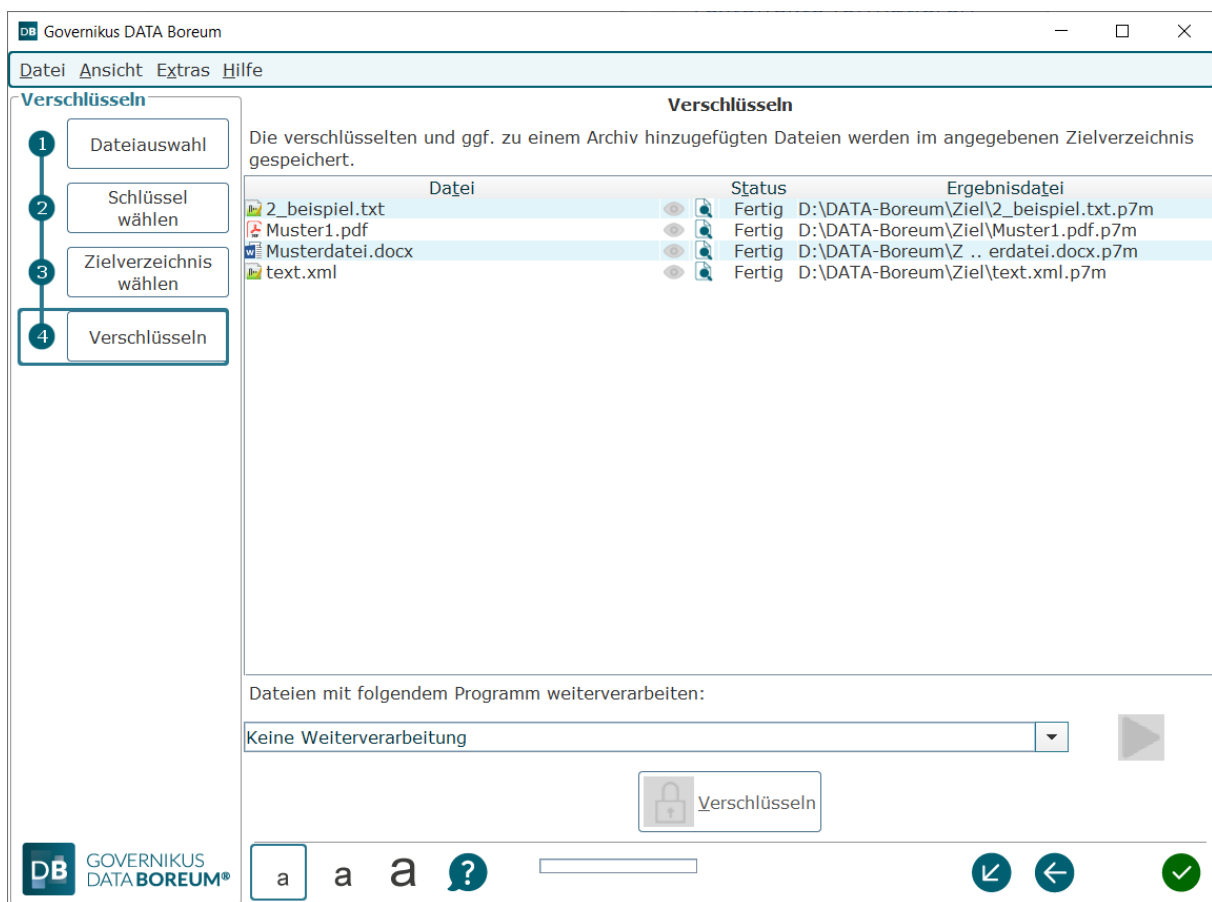 DB Governikus DATA Boreum
Datei Ansicht Extras Hilfe
Verschlüsseln
1 Dateiauswahl
2 Schlüssel
wählen
3 Zielverzeichnis
wählen
4 Verschlüsseln
Verschlüsseln
Die verschlüsselten und ggf. zu einem Archiv hinzugefügten Dateien werden im angegebenen Zielverzeichnis
gespeichert.
Datei Status Ergebnisdatei
2_beispiel.txt Fertig D:\DATA-Boreum\Ziel\2_beispiel.txt.p7m
Muster1.pdf Fertig D:\DATA-Boreum\Ziel\Muster1.pdf.p7m
Musterdatei.docx Fertig D:\DATA-Boreum\Z .. erdatei.docx.p7m
text.xml Fertig D:\DATA-Boreum\Ziel\text.xml.p7m
Dateien mit folgendem Programm weiterverarbeiten:
Keine Weiterverarbeitung
Verschlüsseln
DB GOVERNIKUS
DATA BOREUM®
a a a ?